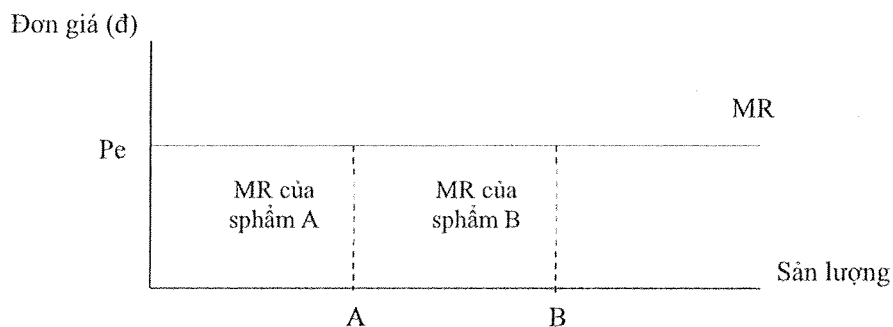 Đơn giá (đ)
MR
Pe
MR của
sphẩm A
MR của
sphẩm B
Sản lượng
A
B